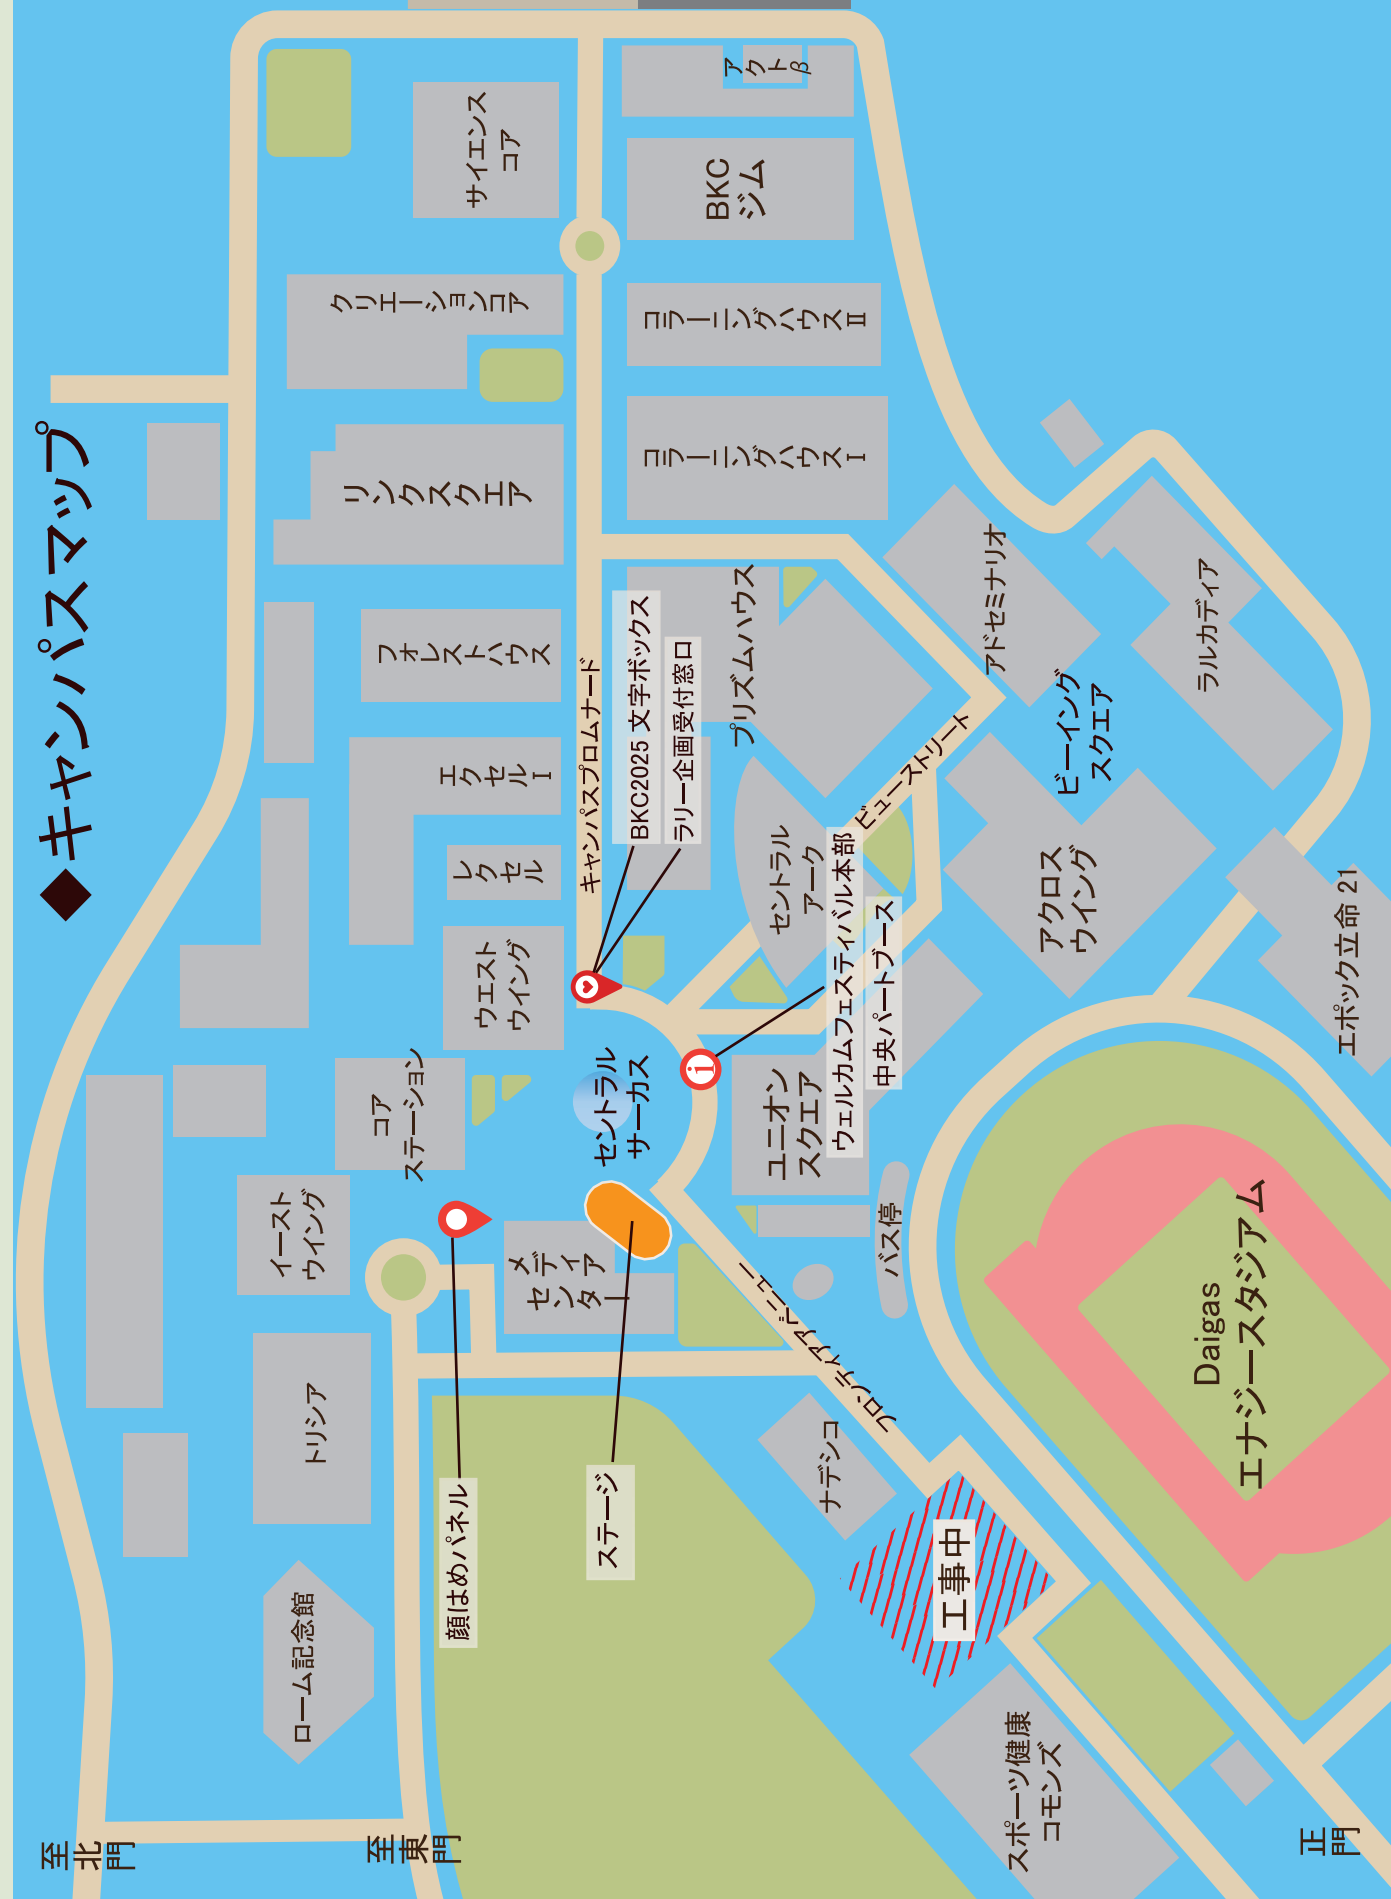 ◆キャンパスマップ
至
北
門
至
東
門
正
門
ローム記念館
トリシア
イースト
ウイング
コア
ステーション
ウエスト
ウイング
レクセル
エクセルⅠ
フォレストハウス
リンクスクエア
クリエーションコア
サイエンス
コア
アクトβ
BKC
ジム
コラーニングハウスⅡ
コラーニングハウスⅠ
キャンパスプロムナード
BKC2025 文字ボックス
ラリー企画受付窓口
プリズムハウス
セントラル
アーク
ビューストリート
アドセミナリオ
ラルカディア
ビーイング
スクエア
アクロス
ウイング
エポック立命 21
ウェルカムフェスティバル本部
中央パートブース
セントラル
サーカス
ユニオン
スクエア
バス停
メディア
センター
フロンティアアベニュー
顔はめパネル
ステージ
ナデシコ
工事中
Daigas
エナジースタジアム
スポーツ健康
コモンズ